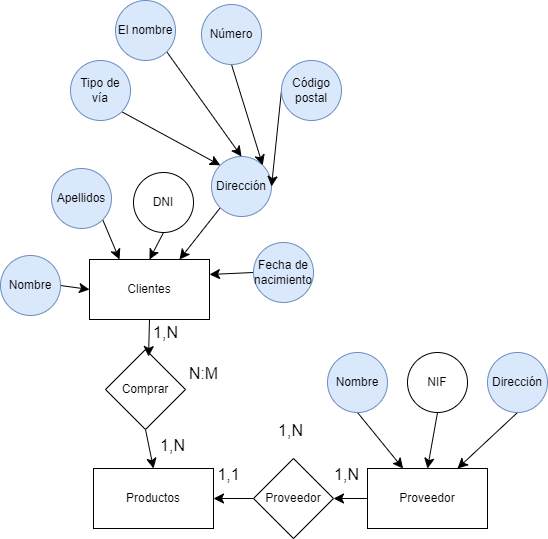 El nombre
Número
Tipo de
vía
Código
postal
Dirección
Apellidos
DNI
Nombre
Clientes
Fecha de
nacimiento
1,N
Comprar
N:M
1,N
Nombre
NIF
Dirección
1,N
Productos
1,1
Proveedor
1,N
Proveedor